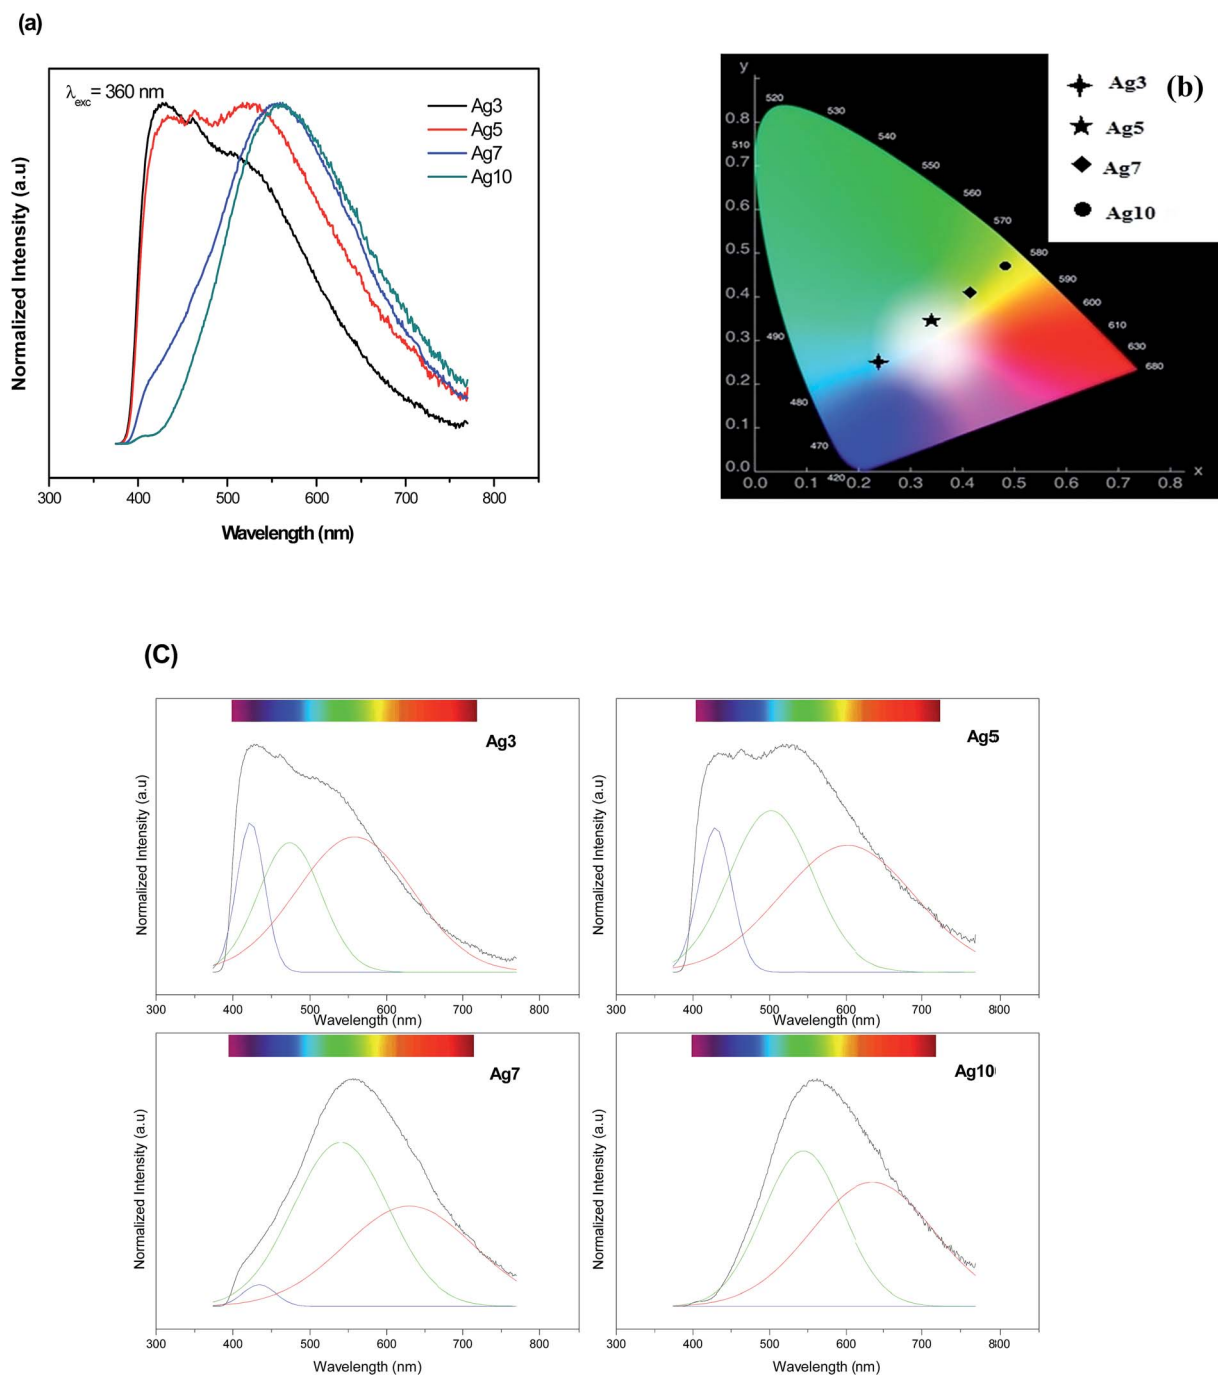 (a)
λexc= 360 nm
Ag3
Ag5
Ag7
Ag10
Normalized Intensity (a.u)
300 400 500 600 700 800
Wavelength (nm)
(b)
Ag3
Ag5
Ag7
Ag10
y
0.8
0.7
0.6
0.5
0.4
0.3
0.2
0.1
0.0
0.0 0.1 0.2 0.3 0.4 0.5 0.6 0.7 0.8
x
420
470
480
490
510
520
530
540
550
560
570
580
590
600
610
630
680
(C)
Ag3
Normalized Intensity (a.u)
300 400 500 600 700 800
Wavelength (nm)
Ag5
Normalized Intensity (a.u)
300 400 500 600 700 800
Wavelength (nm)
Ag7
Normalized Intensity (a.u)
300 400 500 600 700 800
Wavelength (nm)
Ag10
Normalized Intensity (a.u)
300 400 500 600 700 800
Wavelength (nm)